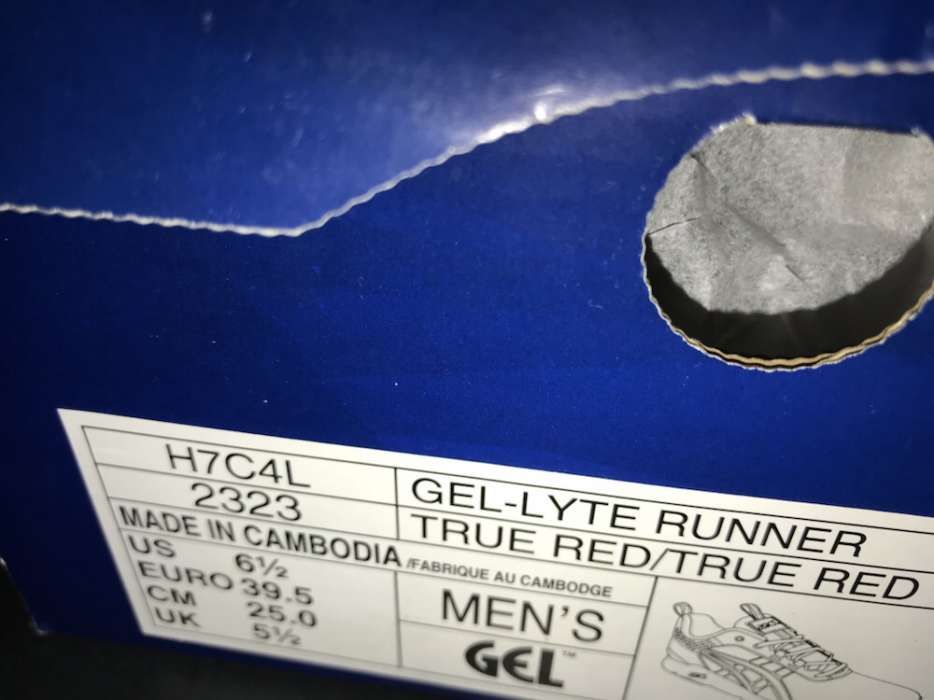 H7C4L
GEL-LYTE RUNNER
2323
TRUE RED/TRUE RED
MADE IN CAMBODIA /FABRIQUE AU CAMBODGE
US 6½
EURO 39.5
CM 25.0
UK 5½
MEN'S
GEL™